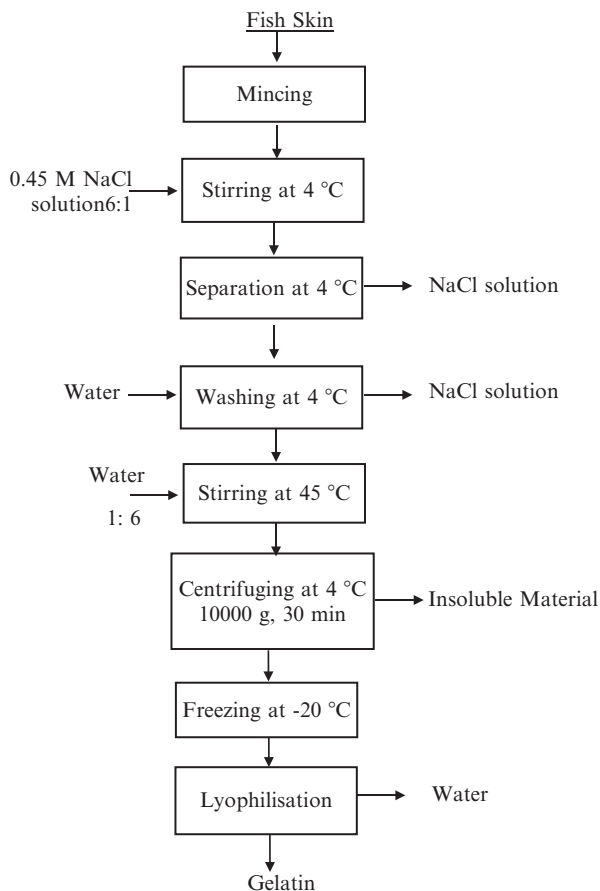 Fish Skin
Mincing
0.45 M NaCl
solution6:1
Stirring at 4 °C
Separation at 4 °C
NaCl solution
Water
Washing at 4 °C
NaCl solution
Water
1: 6
Stirring at 45 °C
Centrifuging at 4 °C
10000 g, 30 min
Insoluble Material
Freezing at -20 °C
Lyophilisation
Water
Gelatin